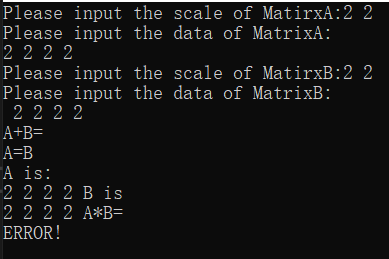 Please input the scale of MatirxA:2 2
Please input the data of MatrixA:
2 2 2 2
Please input the scale of MatrixB:2 2
Please input the data of MatrixB:
 2 2 2 2
A+B=
A=B
A is:
2 2 2 2 B is
2 2 2 2 A*B=
ERROR!